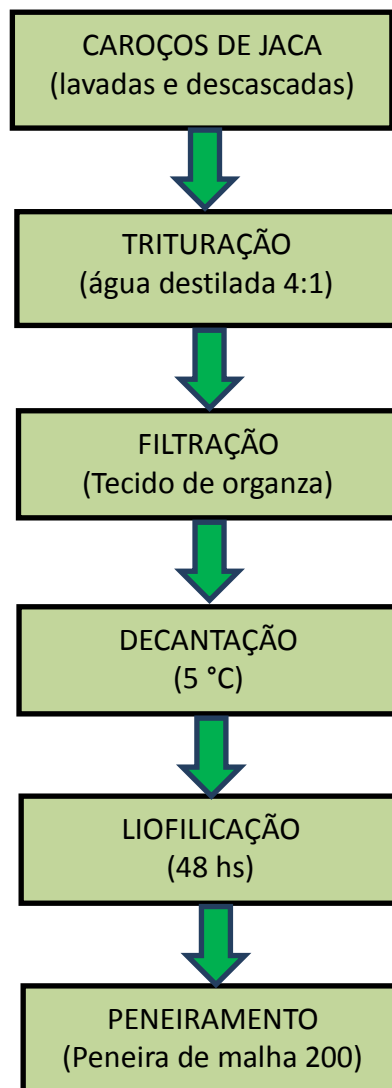 CAROÇOS DE JACA
(lavadas e descascadas)
TRITURAÇÃO
(água destilada 4:1)
FILTRAÇÃO
(Tecido de organza)
DECANTAÇÃO
(5 °C)
LIOFILICAÇÃO
(48 hs)
PENEIRAMENTO
(Peneira de malha 200)